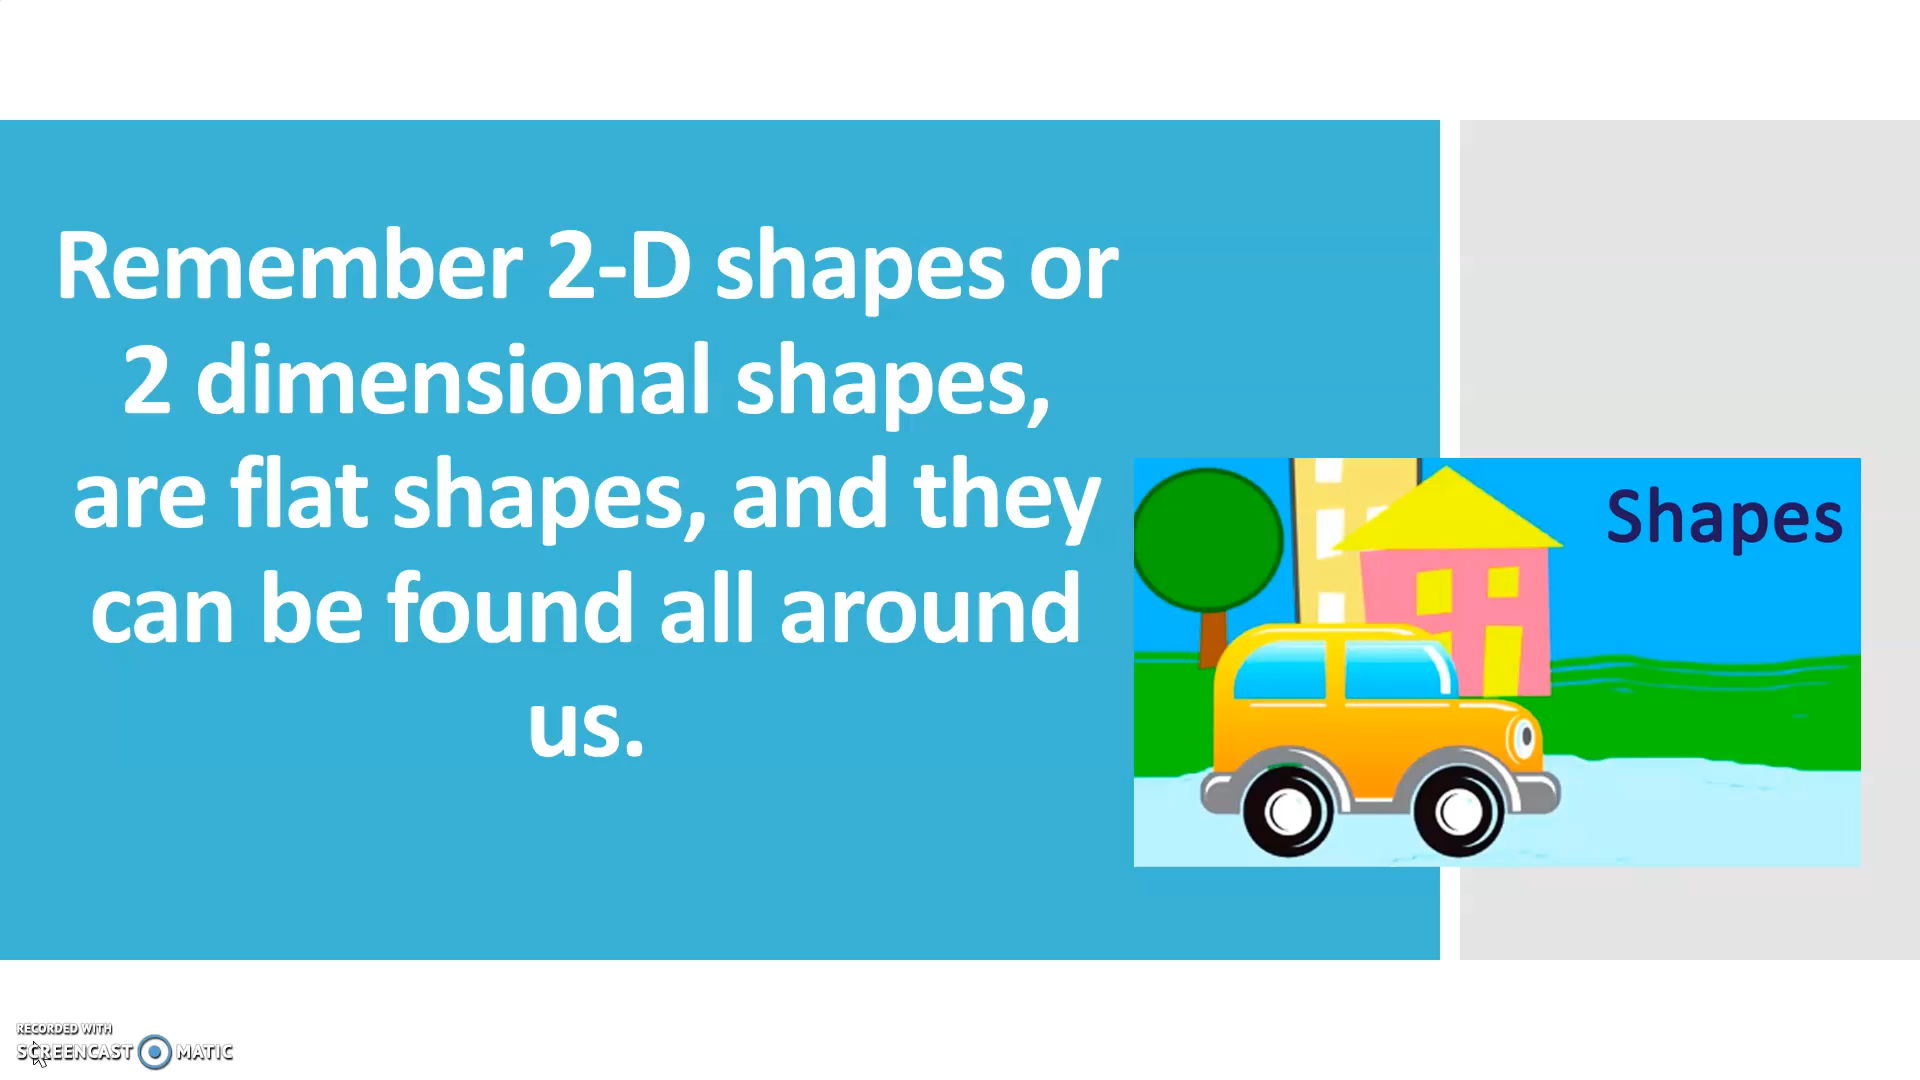 Remember 2-D shapes or
2 dimensional shapes,
are flat shapes, and they
can be found all around
us.
Shapes
RECORDED WITH
SCREENCAST MATIC